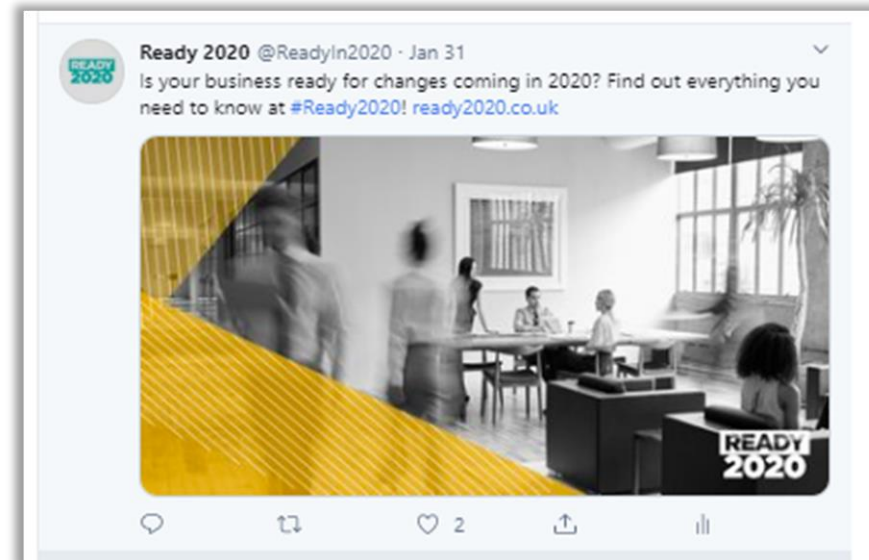 READY
2020
Ready 2020 @ReadyIn2020 · Jan 31
Is your business ready for changes coming in 2020? Find out everything you
need to know at #Ready2020! ready2020.co.uk
READY
2020
2